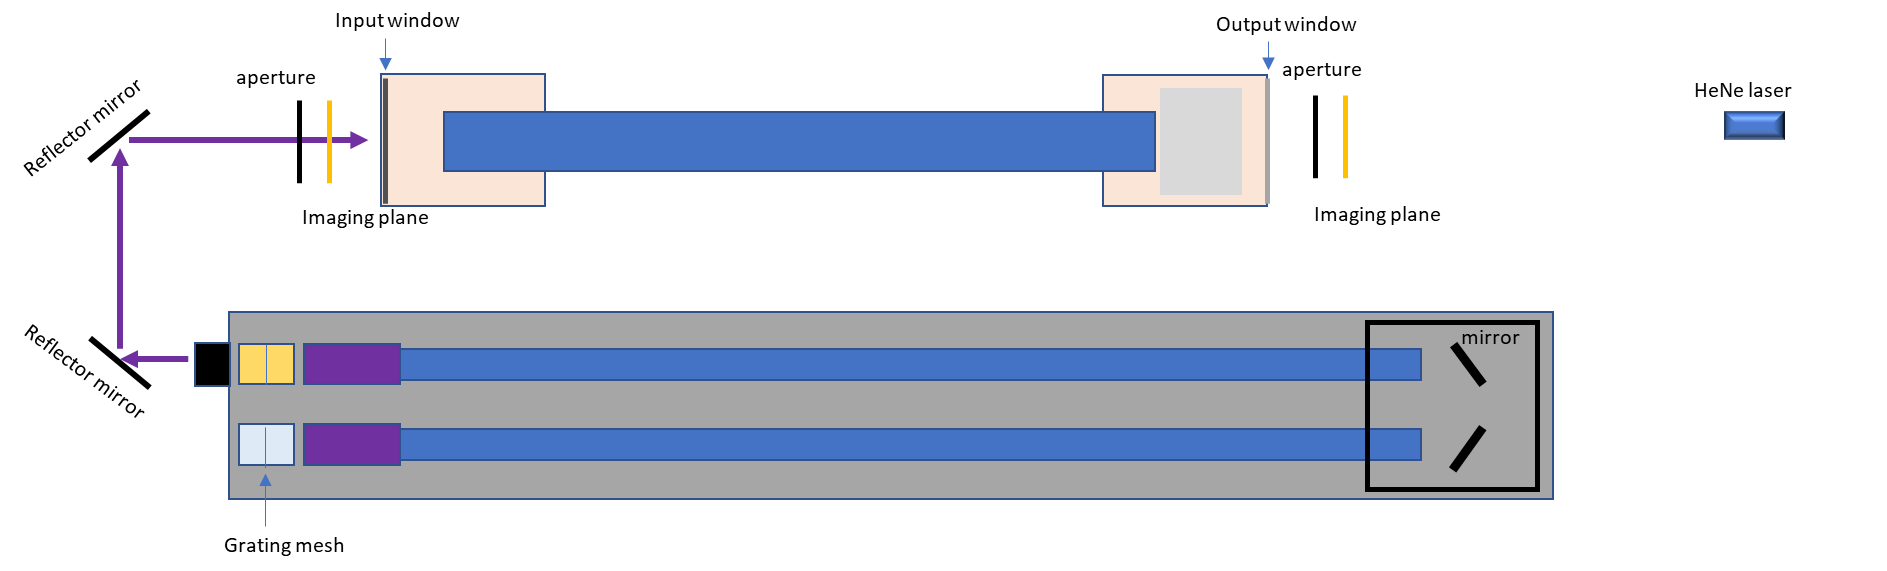 Input window
Output window
aperture
aperture
HeNe laser
Reflector mirror
Imaging plane
Imaging plane
Reflector mirror
mirror
Grating mesh